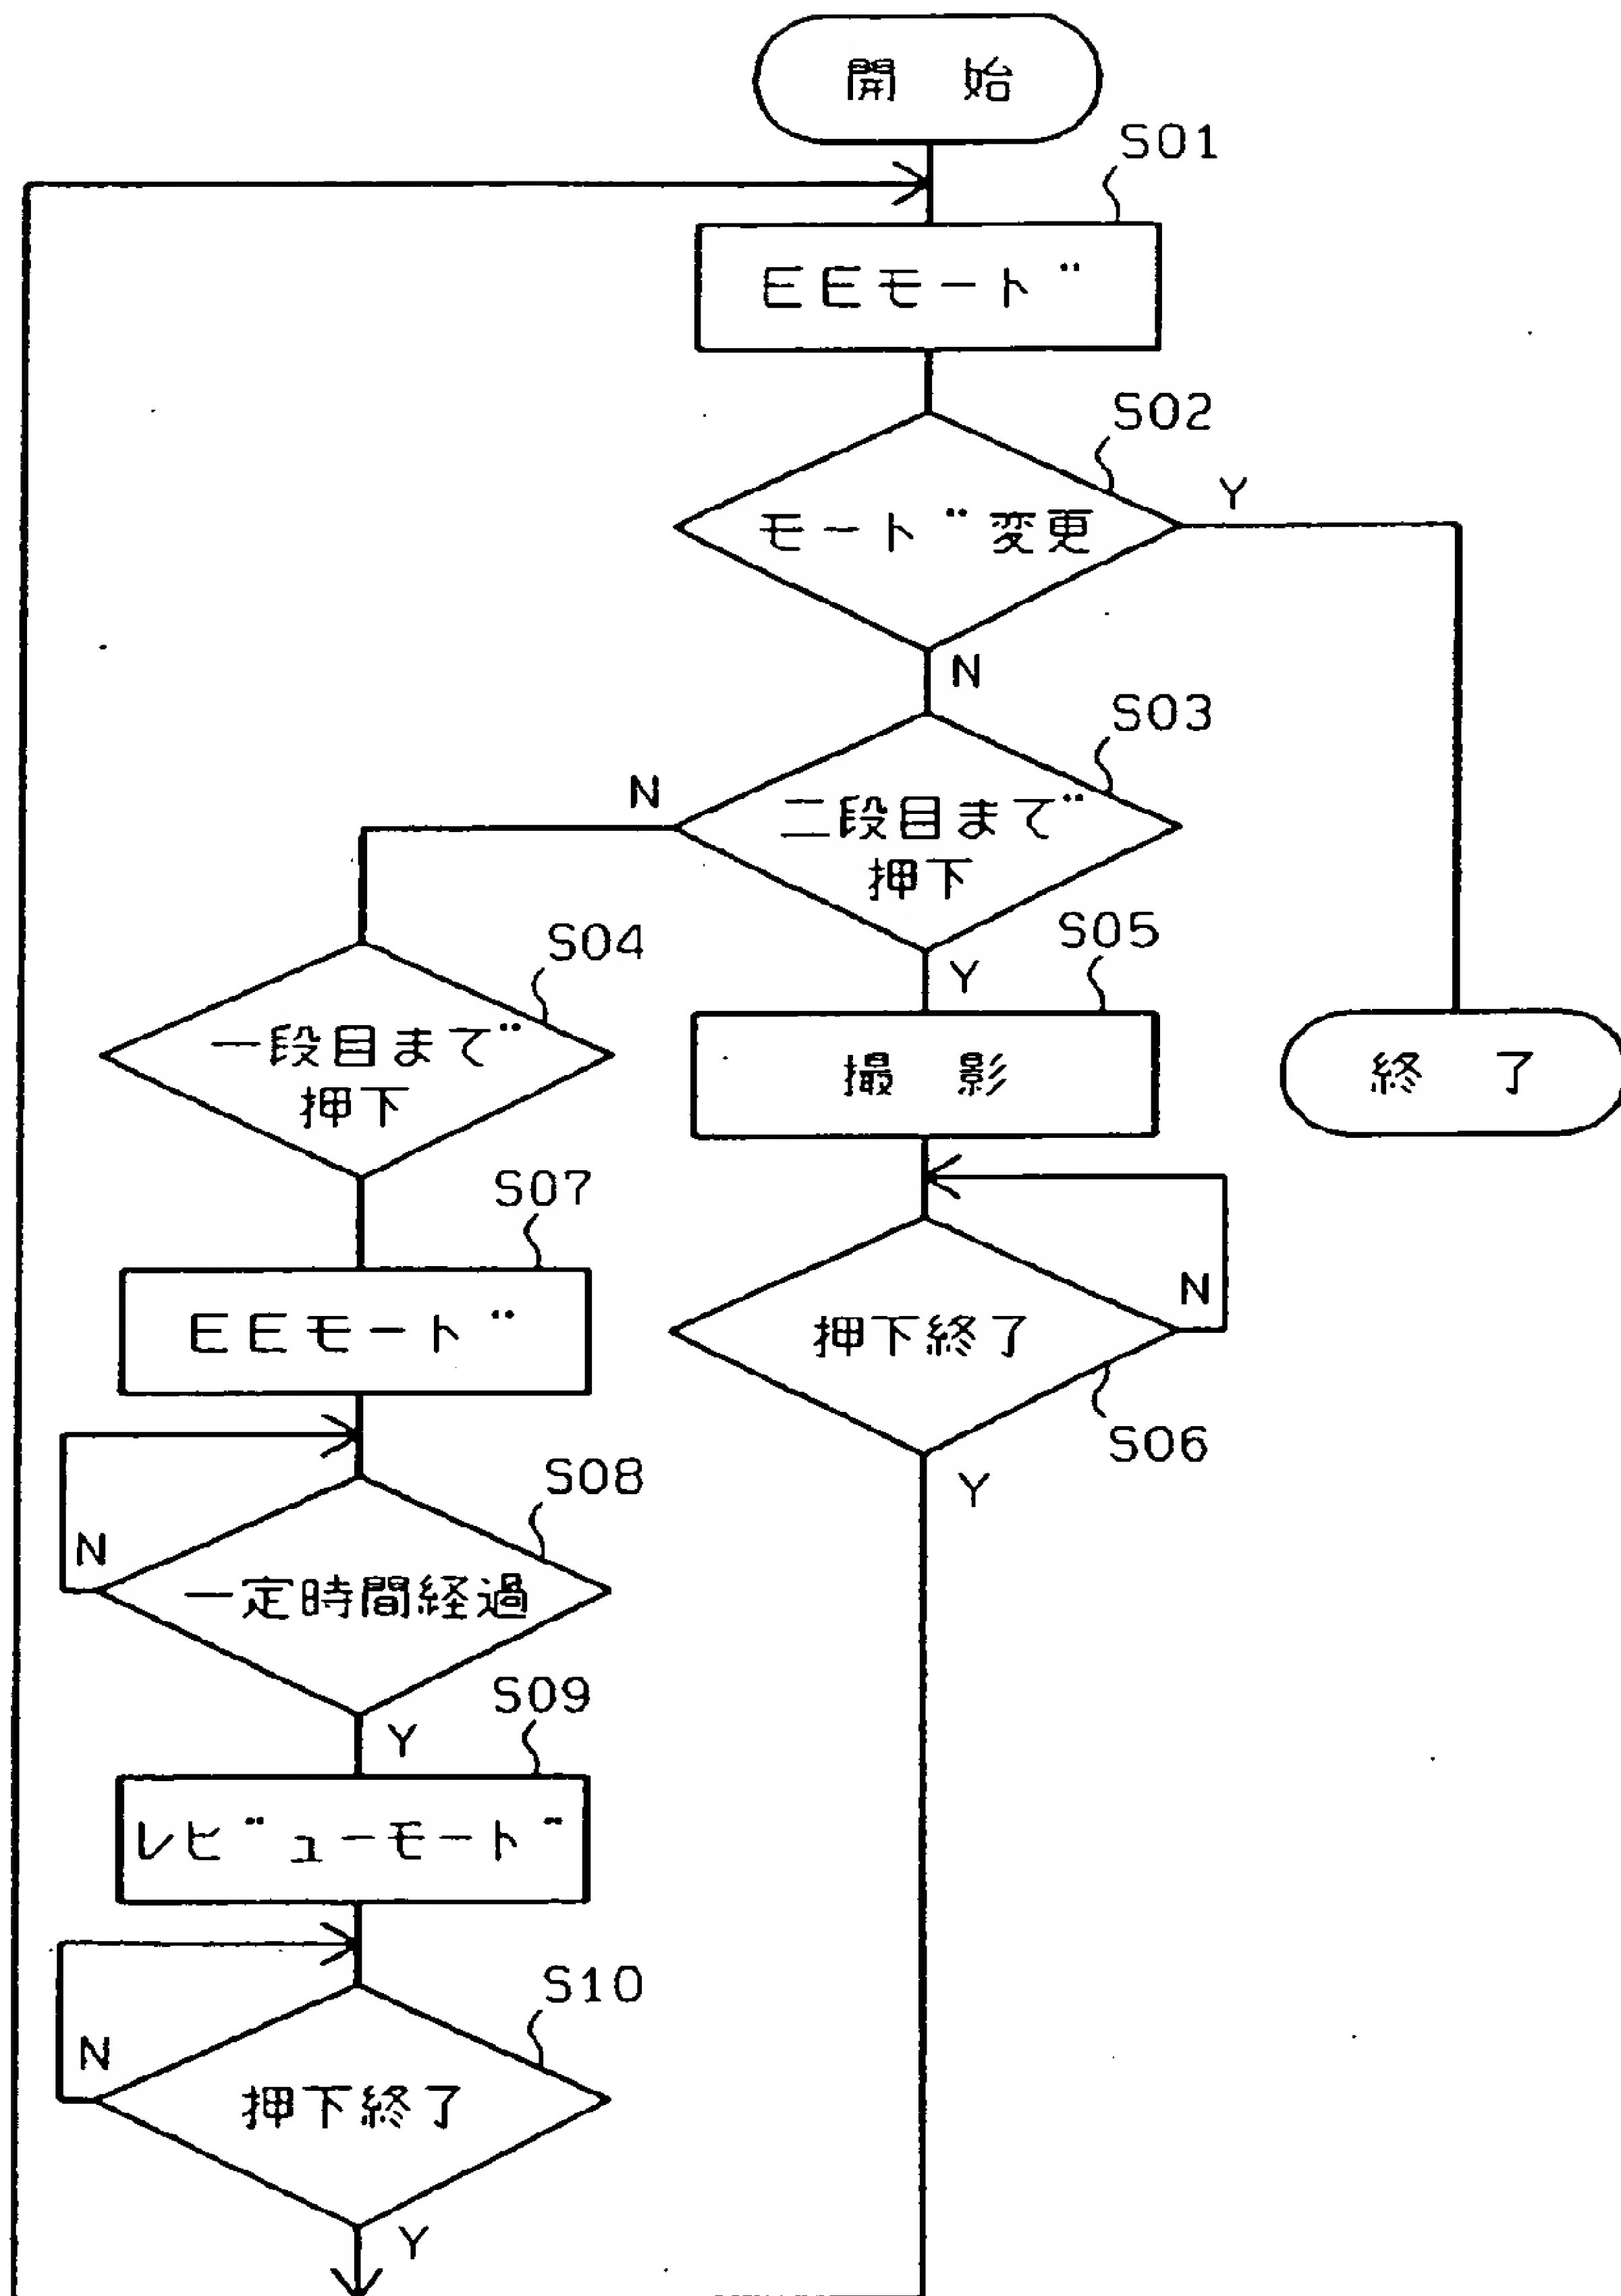 開 始
S01
EEモード
S02
モード変更
Y
N
S03
二段目まで
押下
N
Y
S04
一段目まで
押下
S05
撮 影
終 了
S07
EEモード
押下終了
N
S06
Y
S08
一定時間経過
N
Y
S09
レビューモード
S10
押下終了
N
Y